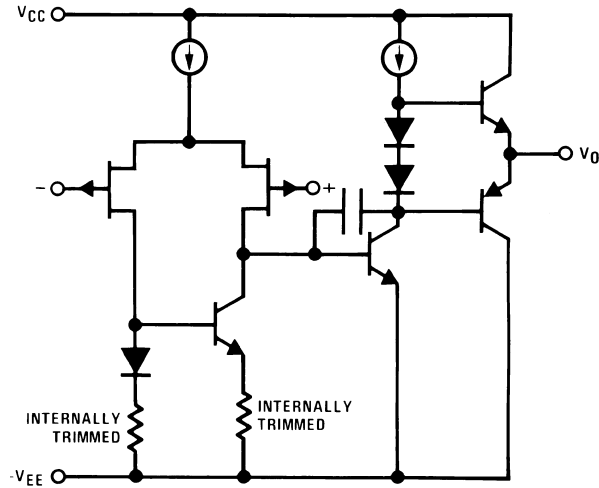 VCC
VO
-
+
INTERNALLY
TRIMMED
INTERNALLY
TRIMMED
-VEE